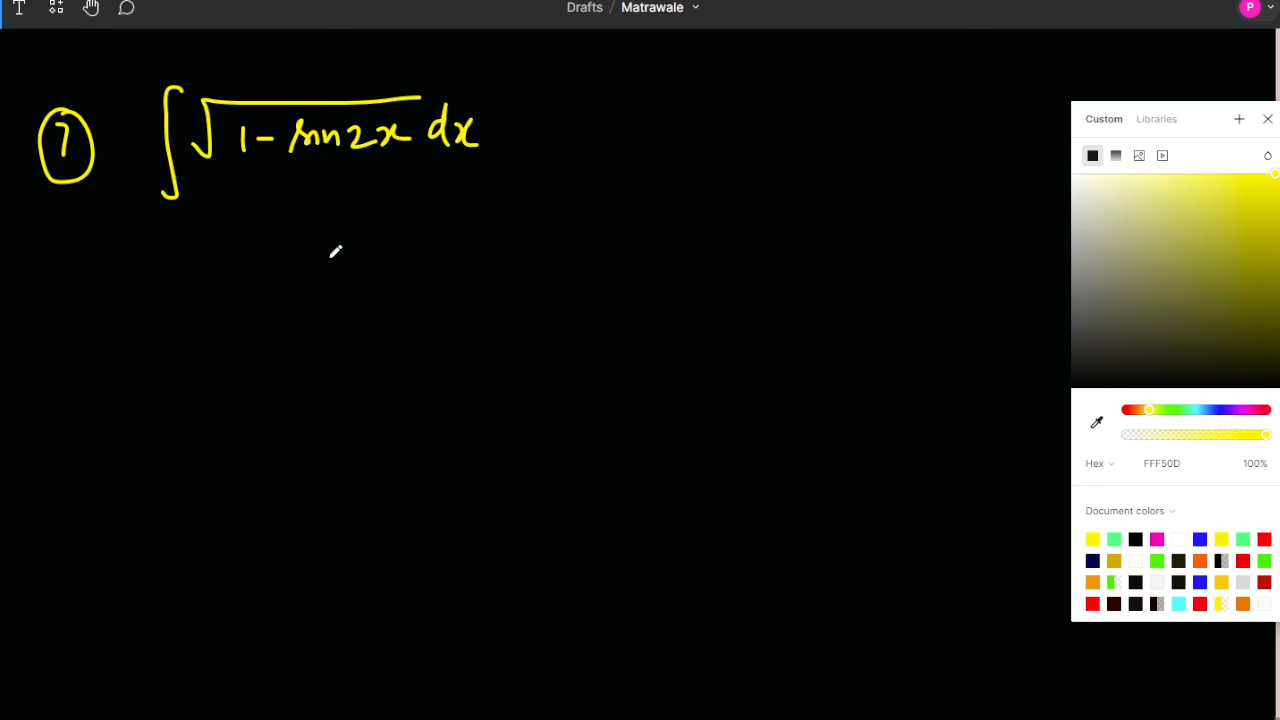 Drafts / Matrawale
P
⑦ ∫ √(1 - sin2x) dx
Custom Libraries
Hex FFF50D 100%
Document colors